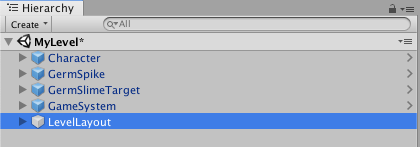 Hierarchy
Create All
MyLevel*
Character
GermSpike
GermSlimeTarget
GameSystem
LevelLayout